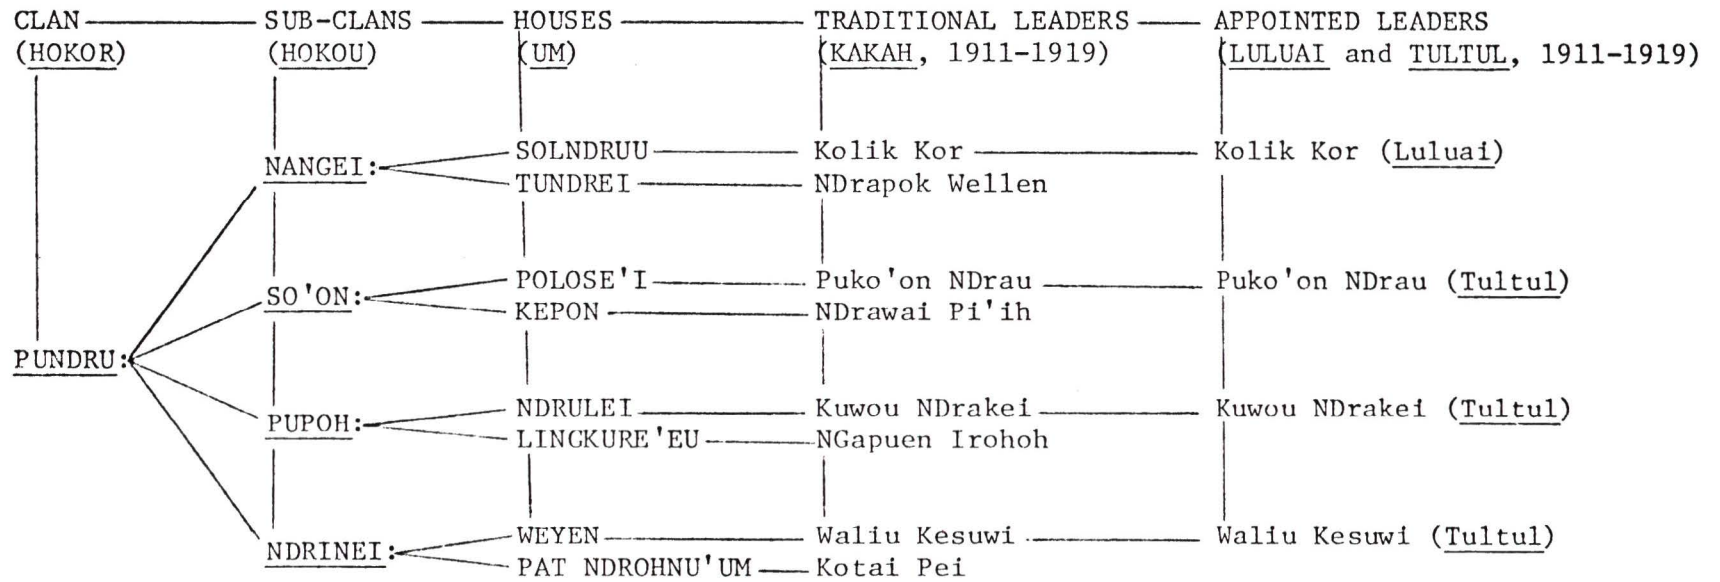 CLAN SUB-CLANS HOUSES TRADITIONAL LEADERS APPOINTED LEADERS
(HOKOR) (HOKOU) (UM) (KAKAH, 1911-1919) (LULUAI and TULTUL, 1911-1919)
SOLNDRUU Kolik Kor Kolik Kor (Luluai)
NANGEI:
TUNDREI NDrapok Wellen
POLOSE'I Puko'on NDrau Puko'on NDrau (Tultul)
SO'ON:
KEPON NDrawai Pi'ih
PUNDRU:
NDRULEI Kuwou NDrakei Kuwou NDrakei (Tultul)
PUPOH:
LINCKURE'EU NGapuen Irohoh
WEYEN Waliu Kesuwi Waliu Kesuwi (Tultul)
NDRINEI:
PAT NDROHNU'UM Kotai Pei